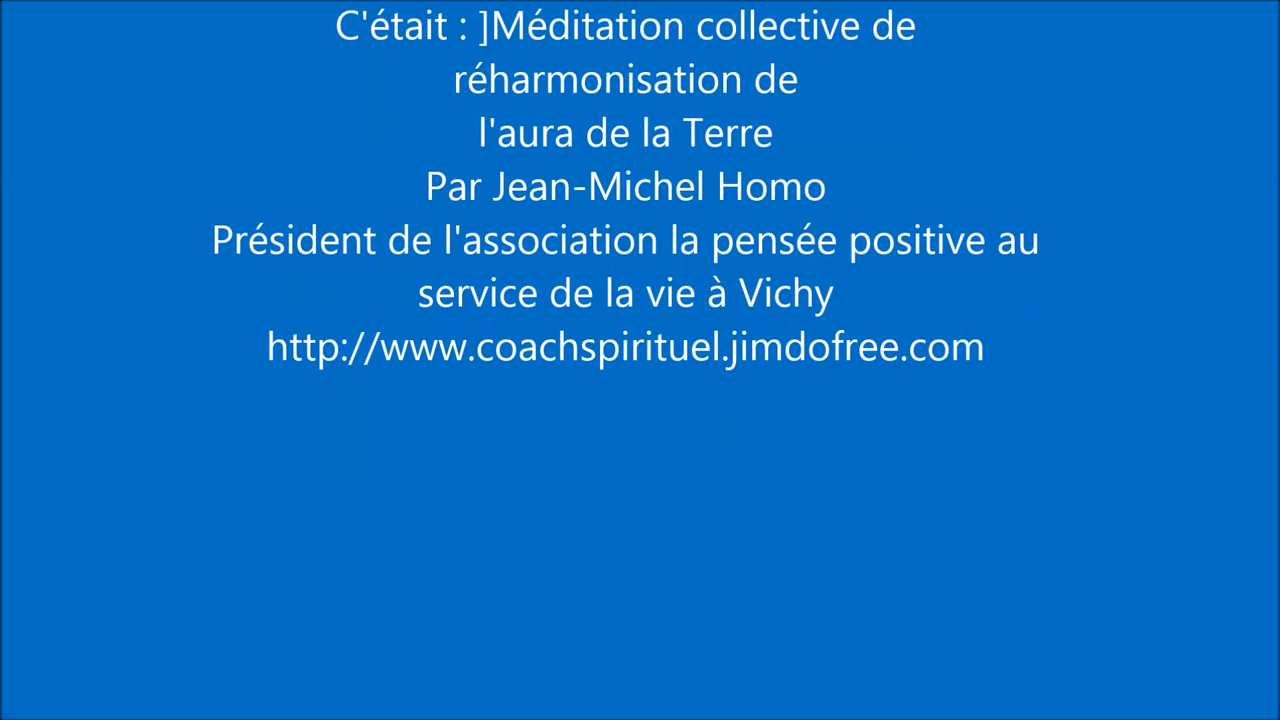 C'était : ]Méditation collective de
réharmonisation de
l'aura de la Terre
Par Jean-Michel Homo
Président de l'association la pensée positive au
service de la vie à Vichy
http://www.coachspirituel.jimdofree.com